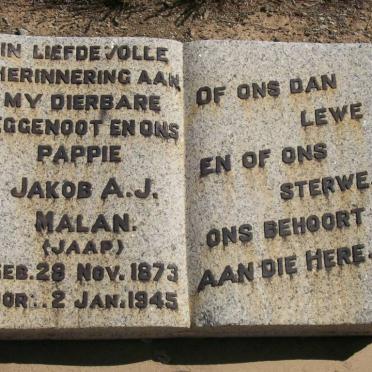 IN LIEFDEVOLLE
HERINNERING AAN
MY DIERBARE
EGGENOOT EN ONS
PAPPIE
JAKOB A.J.
MALAN.
(JAAP)
GEB. 28 NOV. 1873
OOR: 2 JAN. 1945
OF ONS DAN
LEWE
EN OF ONS
STERWE.
ONS BEHOORT
AAN DIE HERE.